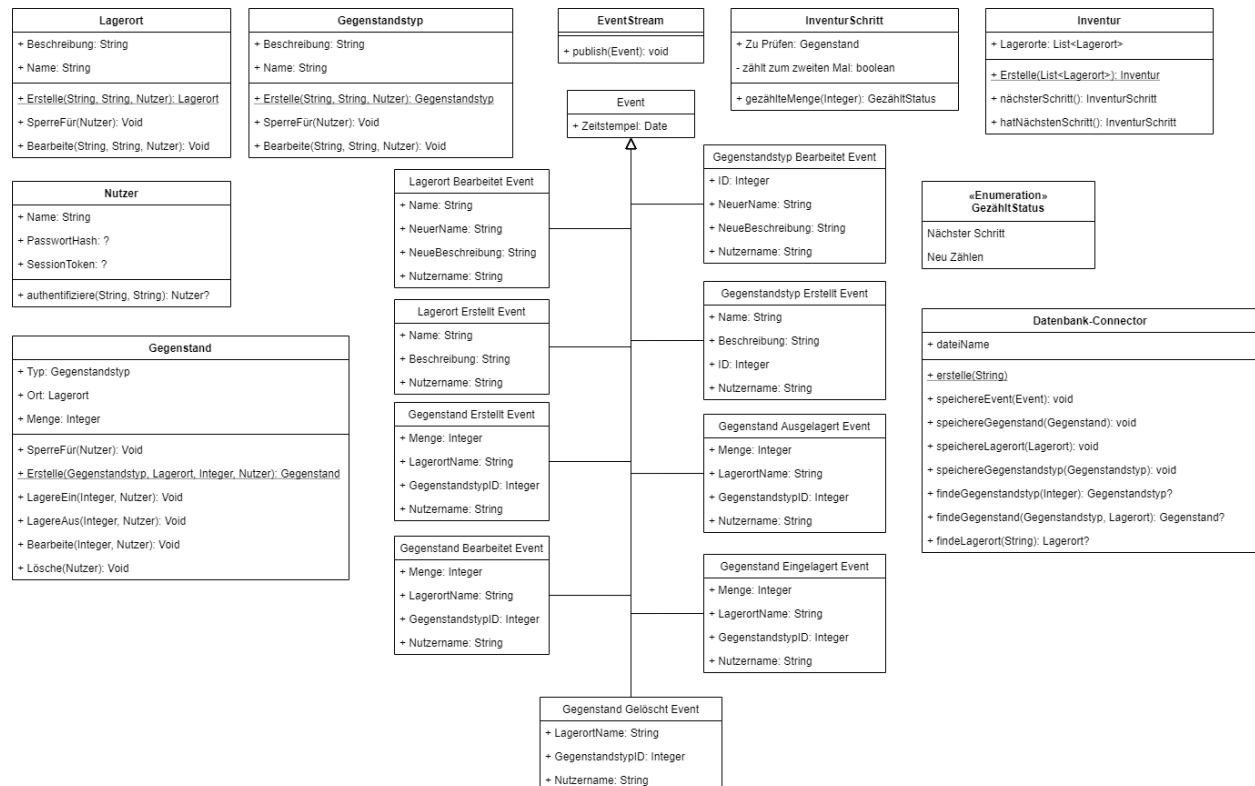 Lagerort
+ Beschreibung: String
+ Name: String
+ Erstelle(String, String, Nutzer): Lagerort
+ SperreFür(Nutzer): Void
+ Bearbeite(String, String, Nutzer): Void
Gegenstandstyp
+ Beschreibung: String
+ Name: String
+ Erstelle(String, String, Nutzer): Gegenstandstyp
+ SperreFür(Nutzer): Void
+ Bearbeite(String, String, Nutzer): Void
EventStream
+ publish(Event): void
InventurSchritt
+ Zu Prüfen: Gegenstand
- zählt zum zweiten Mal: boolean
+ gezählteMenge(Integer): GezähltStatus
Inventur
+ Lagerorte: List<Lagerort>
+ Erstelle(List<Lagerort>): Inventur
+ nächsterSchritt(): InventurSchritt
+ hatNächstenSchritt(): InventurSchritt
Event
+ Zeitstempel: Date
Nutzer
+ Name: String
+ PasswortHash: ?
+ SessionToken: ?
+ authentifiziere(String, String): Nutzer?
Lagerort Bearbeitet Event
+ Name: String
+ NeuerName: String
+ NeueBeschreibung: String
+ Nutzername: String
Gegenstandstyp Bearbeitet Event
+ ID: Integer
+ NeuerName: String
+ NeueBeschreibung: String
+ Nutzername: String
«Enumeration»
GezähltStatus
Nächster Schritt
Neu Zählen
Lagerort Erstellt Event
+ Name: String
+ Beschreibung: String
+ Nutzername: String
Gegenstandstyp Erstellt Event
+ Name: String
+ Beschreibung: String
+ ID: Integer
+ Nutzername: String
Datenbank-Connector
+ dateiName
+ erstelle(String)
+ speichereEvent(Event): void
+ speichereGegenstand(Gegenstand): void
+ speichereLagerort(Lagerort): void
+ speichereGegenstandstyp(Gegenstandstyp): void
+ findeGegenstandtyp(Integer): Gegenstandtyp?
+ findeGegenstand(Gegenstandtyp, Lagerort): Gegenstand?
+ findeLagerort(String): Lagerort?
Gegenstand
+ Typ: Gegenstandstyp
+ Ort: Lagerort
+ Menge: Integer
+ SperreFür(Nutzer): Void
+ Erstelle(Gegenstandstyp, Lagerort, Integer, Nutzer): Gegenstand
+ LagereEin(Integer, Nutzer): Void
+ LagereAus(Integer, Nutzer): Void
+ Bearbeite(Integer, Nutzer): Void
+ Lösche(Nutzer): Void
Gegenstand Erstellt Event
+ Menge: Integer
+ LagerortName: String
+ GegenstandstypID: Integer
+ Nutzername: String
Gegenstand Ausgelagert Event
+ Menge: Integer
+ LagerortName: String
+ GegenstandstypID: Integer
+ Nutzername: String
Gegenstand Bearbeitet Event
+ Menge: Integer
+ LagerortName: String
+ GegenstandstypID: Integer
+ Nutzername: String
Gegenstand Eingelagert Event
+ Menge: Integer
+ LagerortName: String
+ GegenstandstypID: Integer
+ Nutzername: String
Gegenstand Gelöscht Event
+ LagerortName: String
+ GegenstandstypID: Integer
+ Nutzername: String